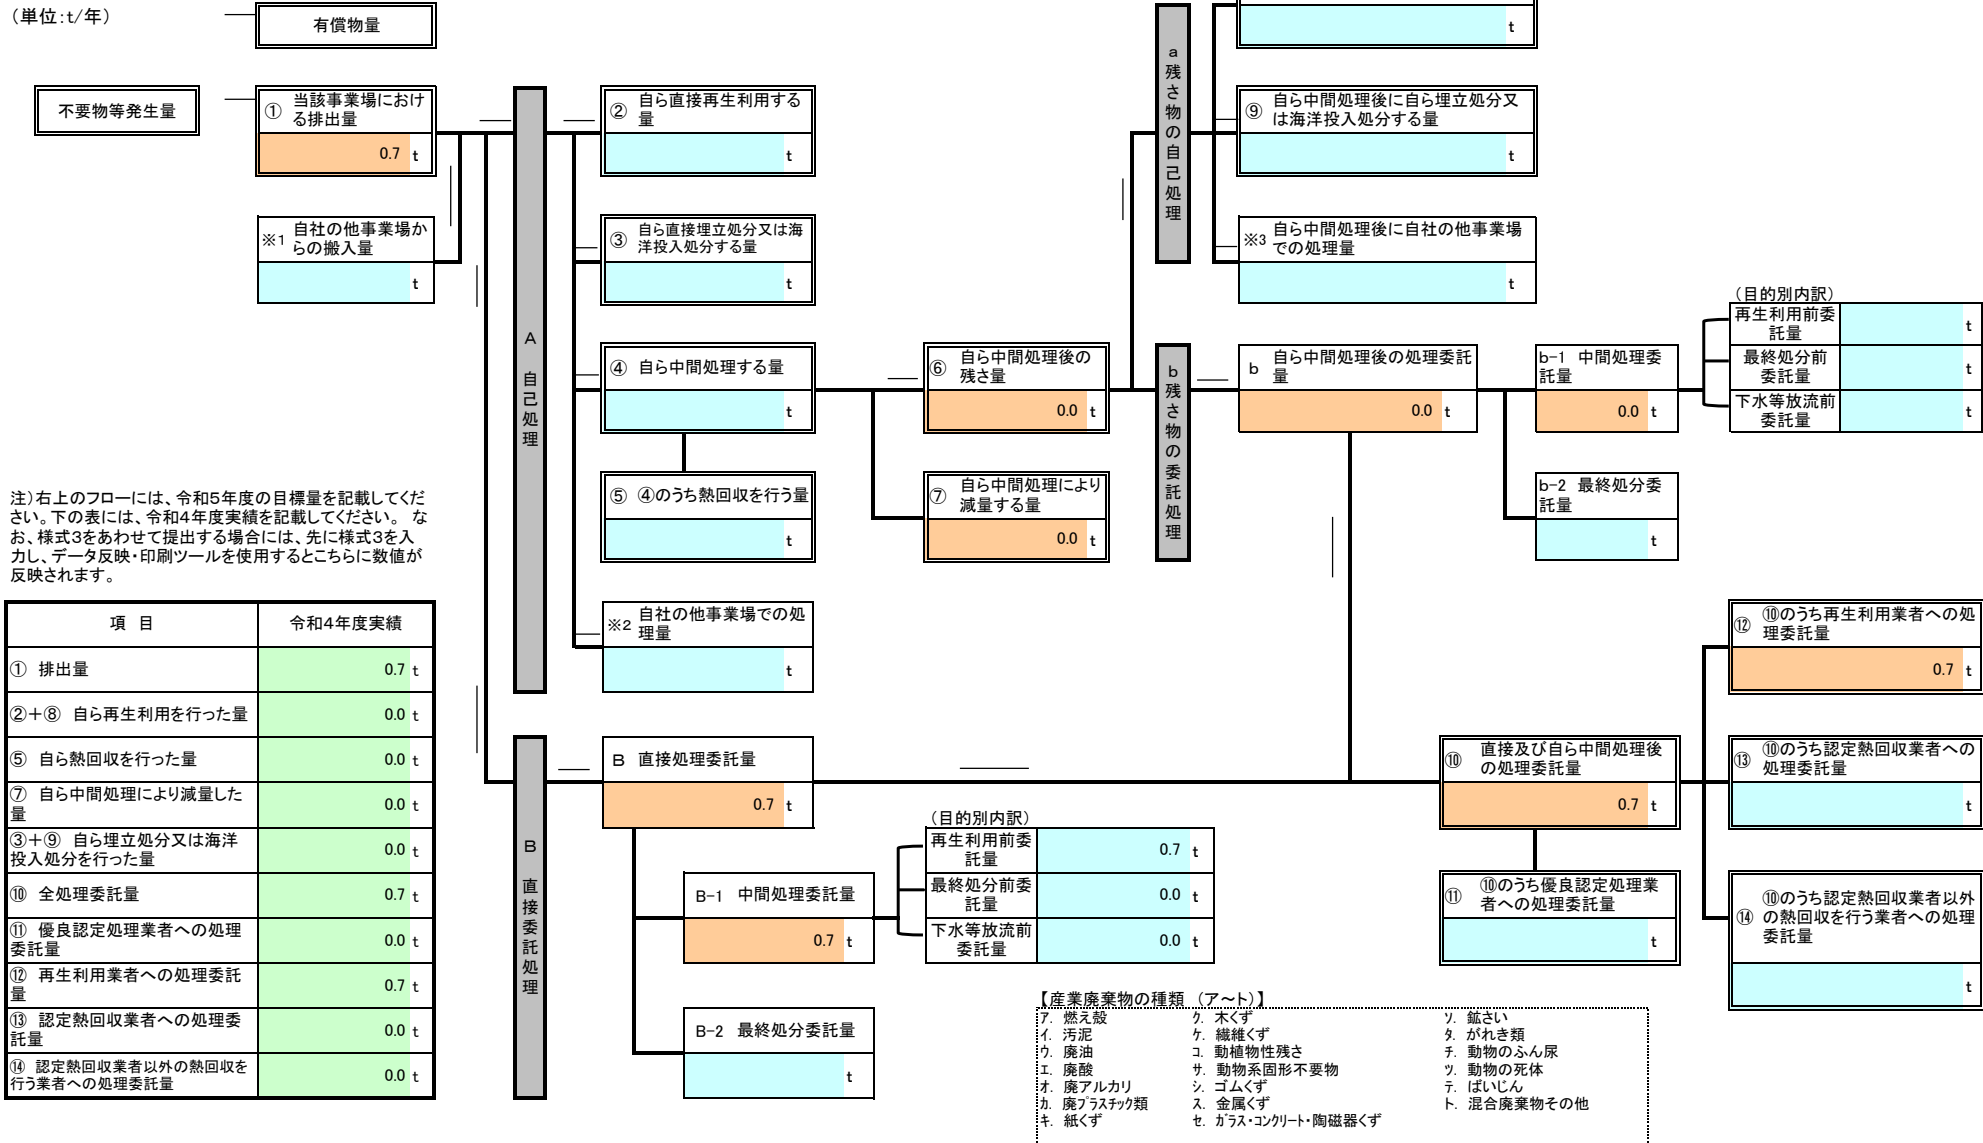 （単位：t/年）
有償物量
t
不要物等発生量
① 当該事業場におけ
る排出量
0.7 t
※1 自社の他事業場か
らの搬入量
t
A 自己処理
② 自ら直接再生利用する
量
t
③ 自ら直接埋立処分又は海
洋投入処分する量
t
④ 自ら中間処理する量
t
⑤ ④のうち熱回収を行う量
t
※2 自社の他事業場での処
理量
t
⑥ 自ら中間処理後の
残さ量
0.0 t
⑦ 自ら中間処理により
減量する量
0.0 t
a 残さ物の自己処理
⑨ 自ら中間処理後に自ら埋立処分又
は海洋投入処分する量
t
※3 自ら中間処理後に自社の他事業場
での処理量
t
b 残さ物の委託処理
b 自ら中間処理後の処理委託
量
0.0 t
b-1 中間処理委
託量
0.0 t
b-2 最終処分委
託量
t
（目的別内訳）
再生利用前委
託量
t
最終処分前
委託量
t
下水等放流前
委託量
t
注）右上のフローには、令和5年度の目標量を記載してくだ
さい。下の表には、令和4年度実績を記載してください。 な
お、様式3をあわせて提出する場合には、先に様式3を入
力し、データ反映・印刷ツールを使用するとこちらに数値が
反映されます。
項 目 令和4年度実績
① 排出量 0.7 t
②＋⑧ 自ら再生利用を行った量 0.0 t
⑤ 自ら熱回収を行った量 0.0 t
⑦ 自ら中間処理により減量した
量 0.0 t
③＋⑨ 自ら埋立処分又は海洋
投入処分を行った量 0.0 t
⑩ 全処理委託量 0.7 t
⑪ 優良認定処理業者への処理
委託量 0.0 t
⑫ 再生利用業者への処理委託
量 0.7 t
⑬ 認定熱回収業者への処理委
託量 0.0 t
⑭ 認定熱回収業者以外の熱回収を
行う業者への処理委託量 0.0 t
B 直接委託処理
B 直接処理委託量
0.7 t
B-1 中間処理委託量
0.7 t
B-2 最終処分委託量
t
（目的別内訳）
再生利用前委
託量
0.7 t
最終処分前委
託量
0.0 t
下水等放流前
委託量
0.0 t
⑩ 直接及び自ら中間処理後
の処理委託量
0.7 t
⑪ ⑩のうち優良認定処理業
者への処理委託量
t
⑫ ⑩のうち再生利用業者への処
理委託量
0.7 t
⑬ ⑩のうち認定熱回収業者への
処理委託量
t
⑭ ⑩のうち認定熱回収業者以外
の熱回収を行う業者への処理
委託量
t
【産業廃棄物の種類 （ア～ト）】
ア. 燃え殻 ク. 木くず ソ. 鉱さい
イ. 汚泥 ケ. 繊維くず タ. がれき類
ウ. 廃油 コ. 動植物性残さ チ. 動物のふん尿
エ. 廃酸 サ. 動物系固形不要物 ツ. 動物の死体
オ. 廃アルカリ シ. ゴムくず テ. ばいじん
カ. 廃プラスチック類 ス. 金属くず ト. 混合廃棄物その他
キ. 紙くず セ. ガラス・コンクリート・陶磁器くず